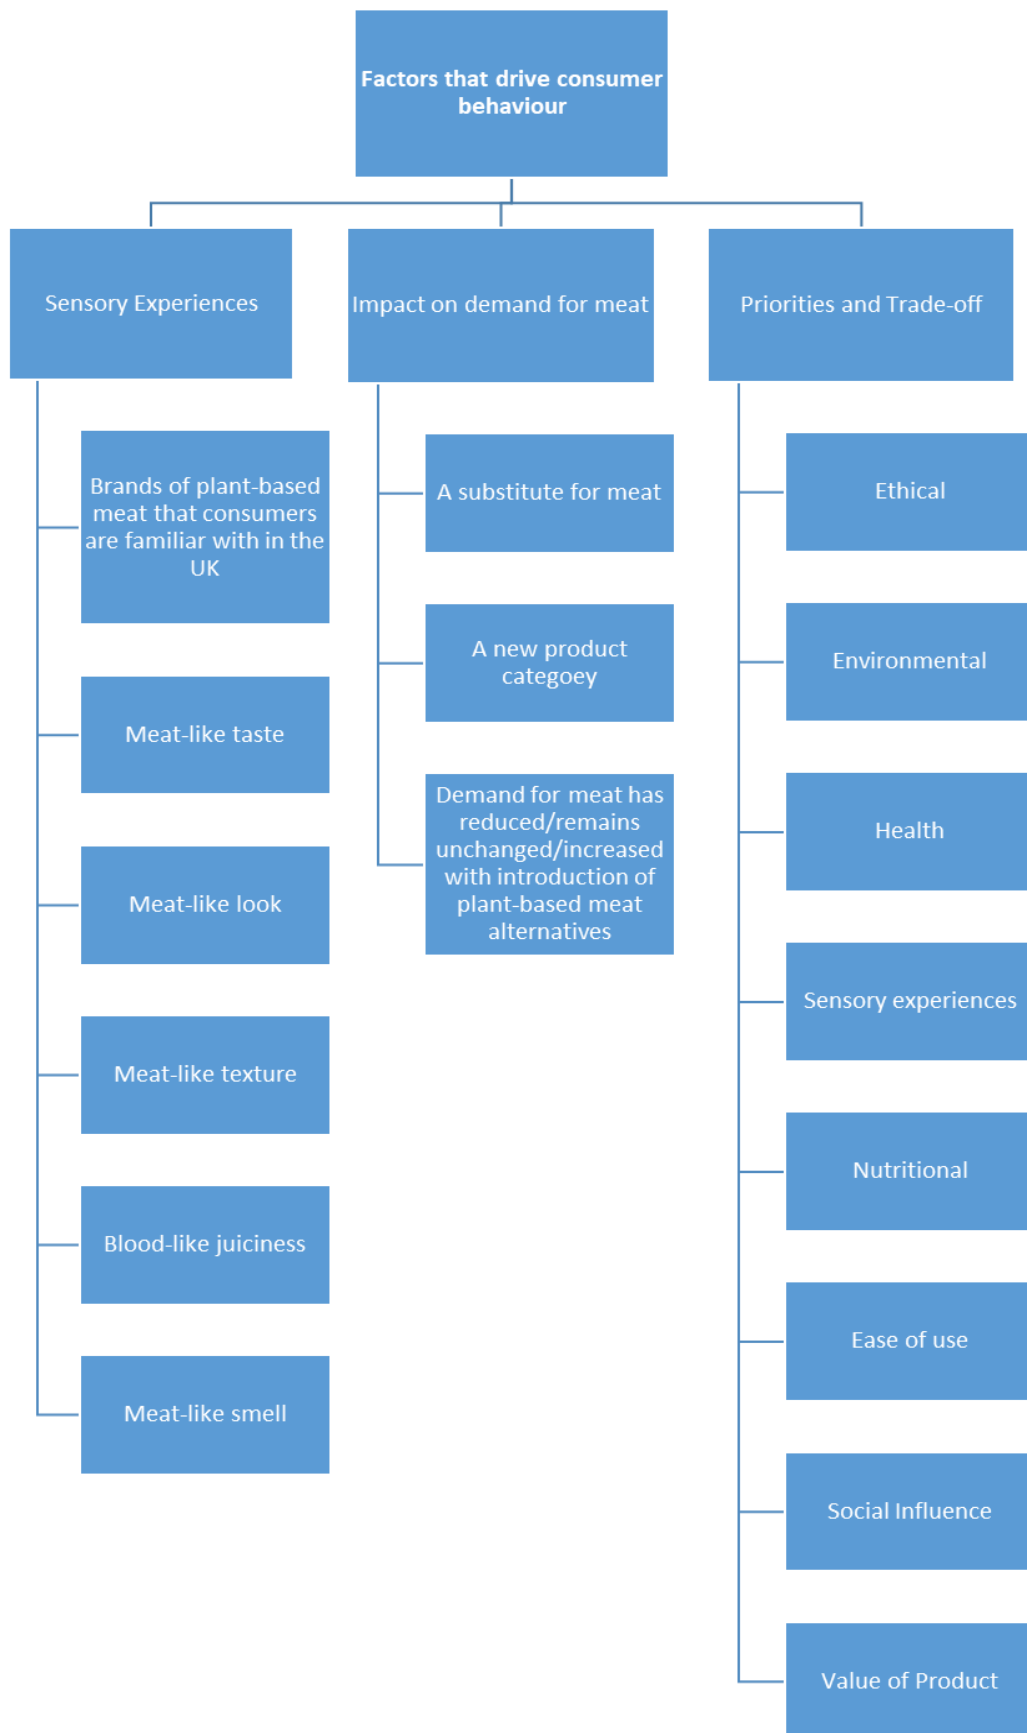 Factors that drive consumer
behaviour
Sensory Experiences
Brands of plant-based
meat that consumers
are familiar with in the
UK
Meat-like taste
Meat-like look
Meat-like texture
Blood-like juiciness
Meat-like smell
Impact on demand for meat
A substitute for meat
A new product
categoey
Demand for meat has
reduced/remains
unchanged/increased
with introduction of
plant-based meat
alternatives
Priorities and Trade-off
Ethical
Environmental
Health
Sensory experiences
Nutritional
Ease of use
Social Influence
Value of Product